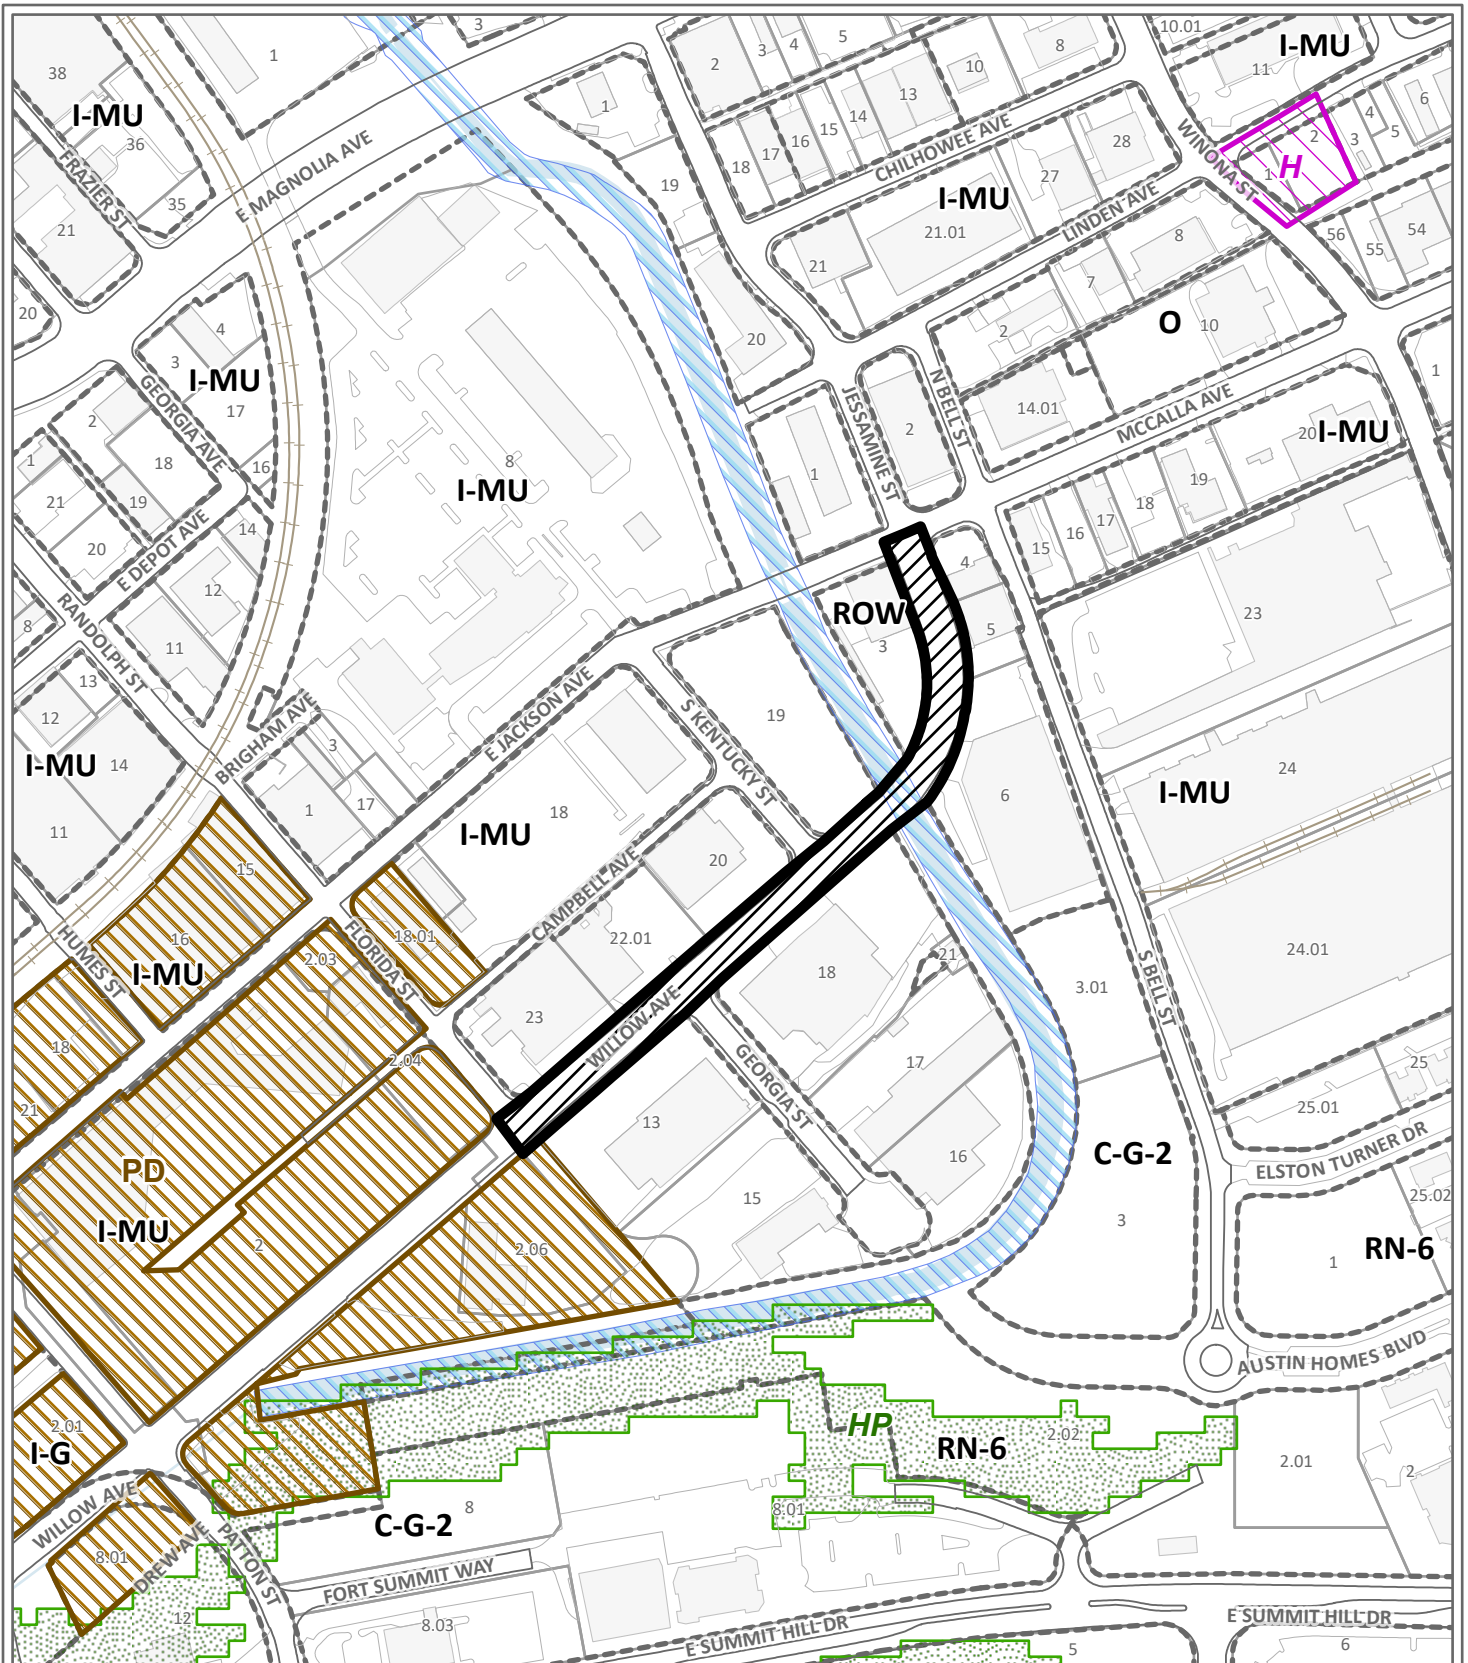 3
10.01
I-MU
38
1
2
3
4
5
8
11
10
I-MU
1
13
4
6
36
14
2
3
5
FRAZIER ST
E MAGNOLIA AVE
15
WINONA ST
16
28
CHILHOWEE AVE
17
1
H
18
27
19
I-MU
35
LINDEN AVE
21
21.01
8
56
54
55
21
7
20
4
2
O
10
20
3
1
I-MU
GEORGIA AVE
17
JESSAMINE ST
N BELL ST
14.01
MCCALLA AVE
2
2
20
I-MU
1
18
16
8
1
19
I-MU
21
19
18
17
14
16
20
E DEPOT AVE
15
4
12
RANDOLPH ST
ROW
23
8
5
11
3
13
12
S KENTUCKY ST
19
E JACKSON AVE
BRIGHAM AVE
3
I-MU
14
24
6
I-MU
1
17
18
11
I-MU
CAMPBELL AVE
20
15
18.01
22.01
16
HUMES ST
FLORIDA ST
2.03
24.01
21
I-MU
18
S BELL ST
3.01
23
WILLOW AVE
18
2.04
GEORGIA ST
17
25
21
25.01
13
ELSTON TURNER DR
C-G-2
16
PD
25.02
15
I-MU
3
2
2.06
RN-6
1
AUSTIN HOMES BLVD
2.01
HP
2.02
I-G
RN-6
2.01
2
WILLOW AVE
8
8.01
C-G-2
8.01
DREW AVE
PATTON ST
FORT SUMMIT WAY
12
8.03
E SUMMIT HILL DR
E SUMMIT HILL DR
5
6